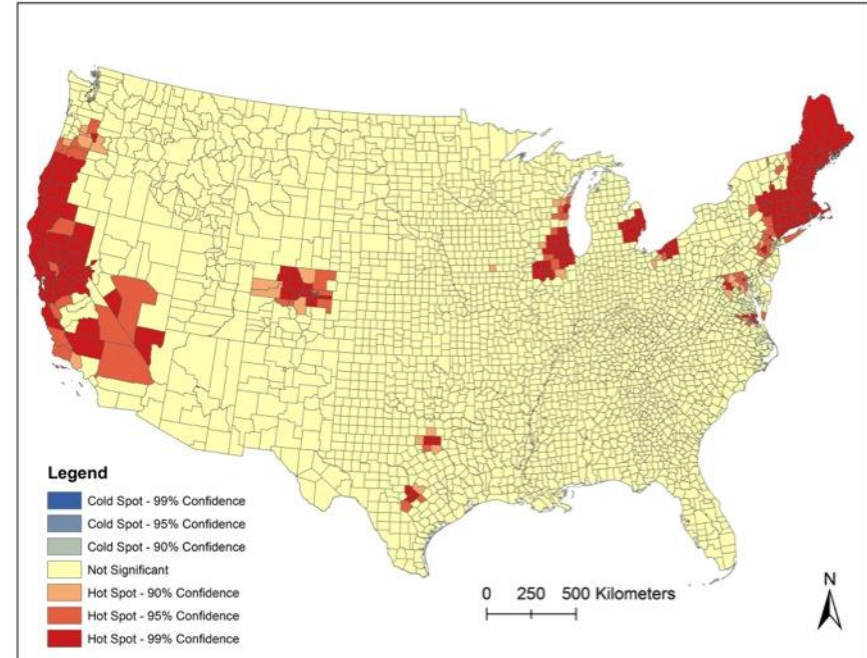 Legend
Cold Spot - 99% Confidence
Cold Spot - 95% Confidence
Cold Spot - 90% Confidence
Not Significant
Hot Spot - 90% Confidence
Hot Spot - 95% Confidence
Hot Spot - 99% Confidence
0 250 500 Kilometers
N